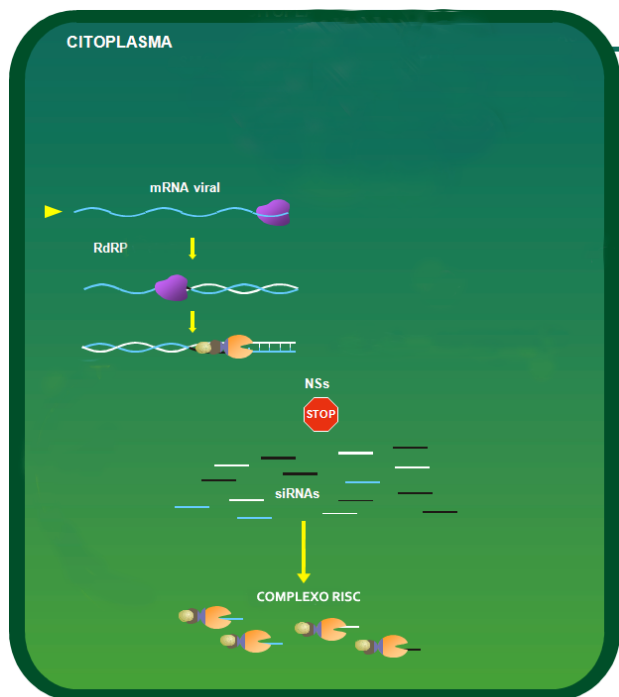 CITOPLASMA
mRNA viral
RdRP
NSs
STOP
siRNAs
COMPLEXO RISC